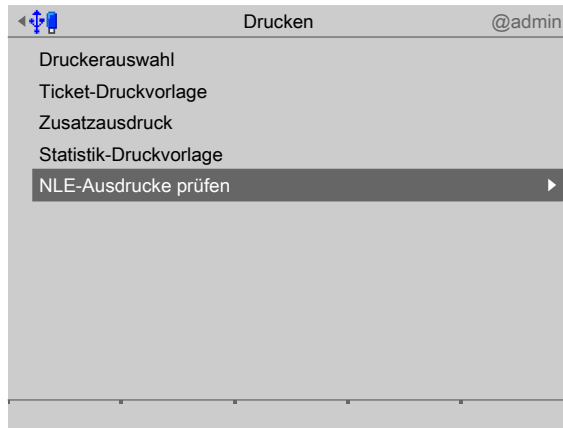 Drucken @admin
Druckerauswahl
Ticket-Druckvorlage
Zusatzausdruck
Statistik-Druckvorlage
NLE-Ausdrucke prüfen